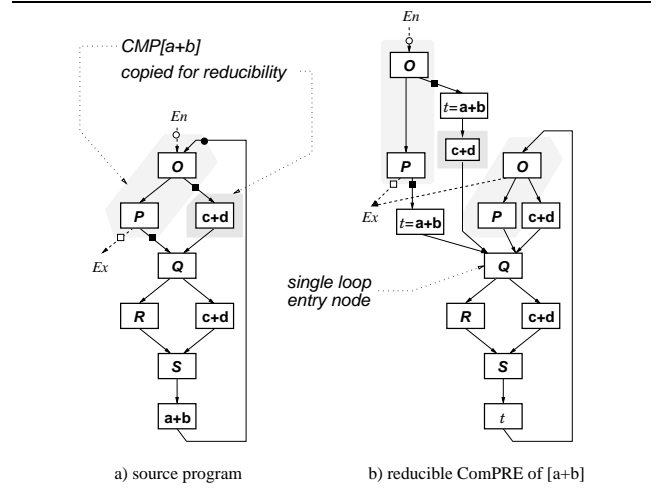 CMP[a+b]
copied for reducibility
En
O
P
c+d
Ex
Q
R
c+d
S
a+b
a) source program
En
O
t=a+b
c+d
P
O
Ex
t=a+b
P
c+d
Q
single loop
entry node
R
c+d
S
t
b) reducible ComPRE of [a+b]